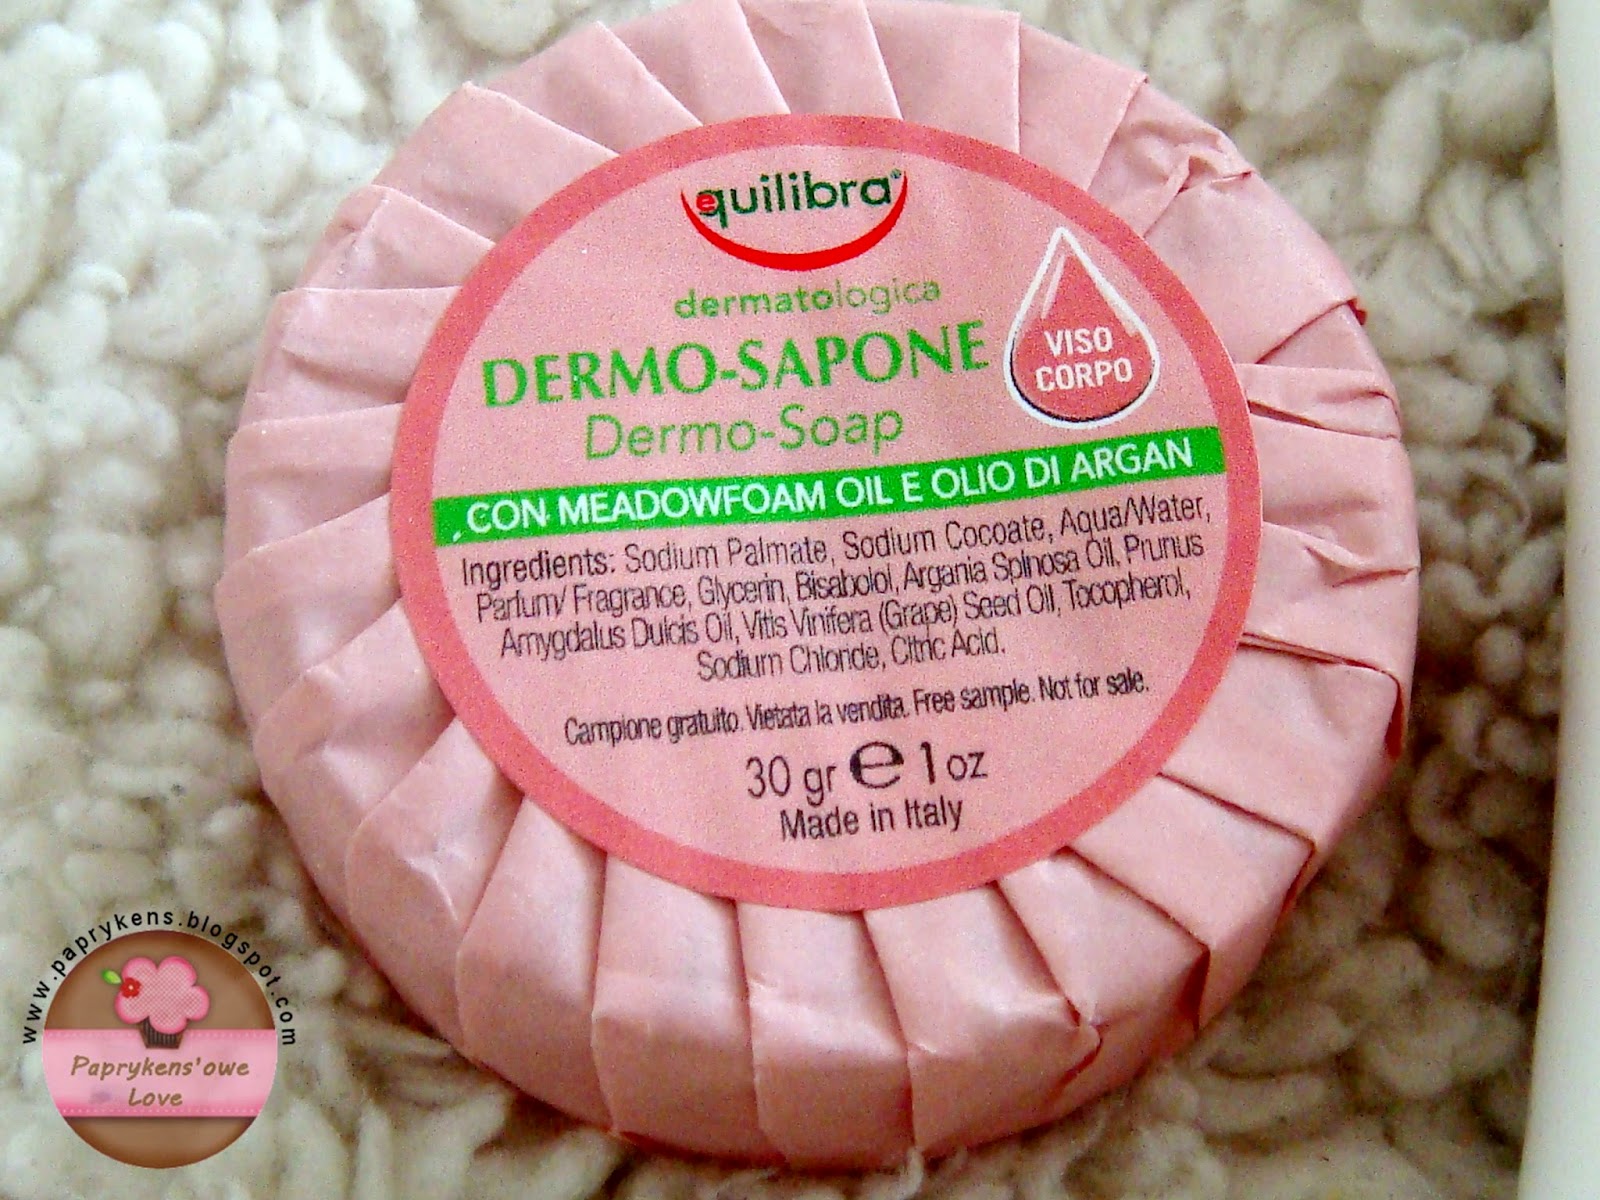 equilibra®
dermatologica
DERMO-SAPONE
Dermo-Soap
VISO
CORPO
CON MEADOWFOAM OIL E OLIO DI ARGAN
Ingredients: Sodium Palmate, Sodium Cocoate, Aqua/Water,
Parfum/ Fragrance, Glycerin, Bisabolol, Argania Spinosa Oil, Prunus
Amygdalus Dulcis Oil, Vitis Vinifera (Grape) Seed Oil, Tocopherol,
Sodium Chloride, Citric Acid.
Campione gratuito. Vietata la vendita. Free sample. Not for sale.
30 gr ℮ 1 oz
Made in Italy
www.paprykens.blogspot.com
Paprykens'owe
Love